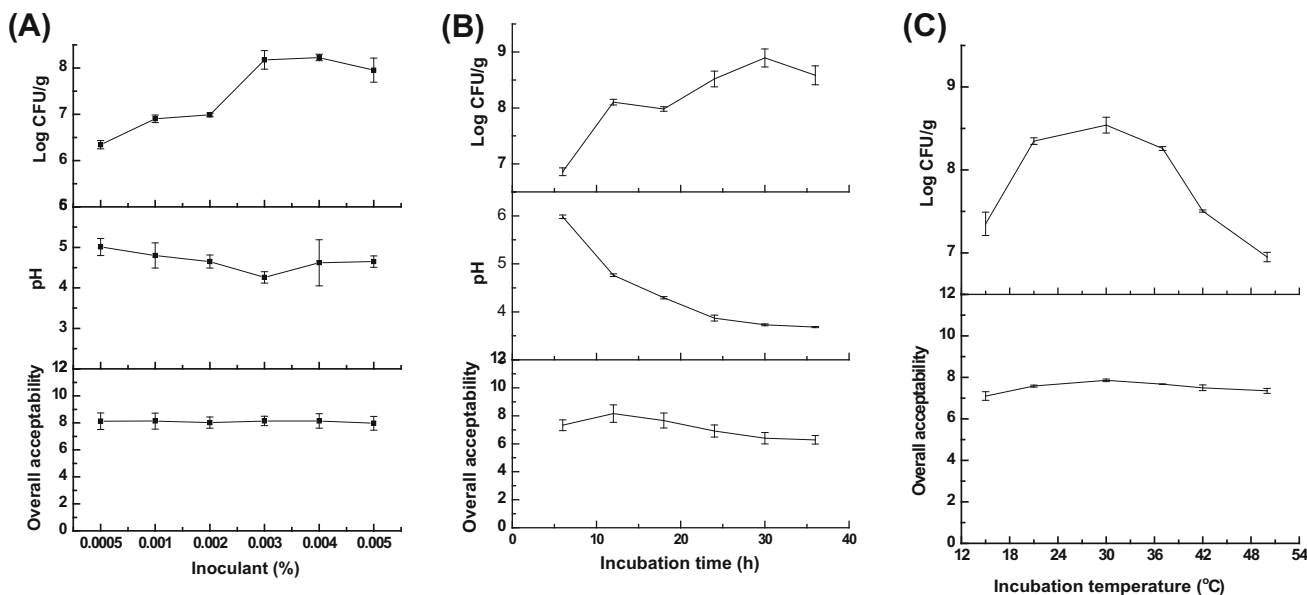 (A)
Log CFU/g
8
7
6
6
pH
5
4
3
12
Overall acceptability
10
8
6
4
2
0
0.0005 0.001 0.002 0.003 0.004 0.005
Inoculant (%)
(B)
Log CFU/g
9
8
7
pH
6
4
12
Overall acceptability
10
8
6
4
2
0
0 10 20 30 40
Incubation time (h)
(C)
Log CFU/g
9
8
7
12
Overall acceptability
10
8
6
4
2
0
12 18 24 30 36 42 48 54
Incubation temperature (°C)